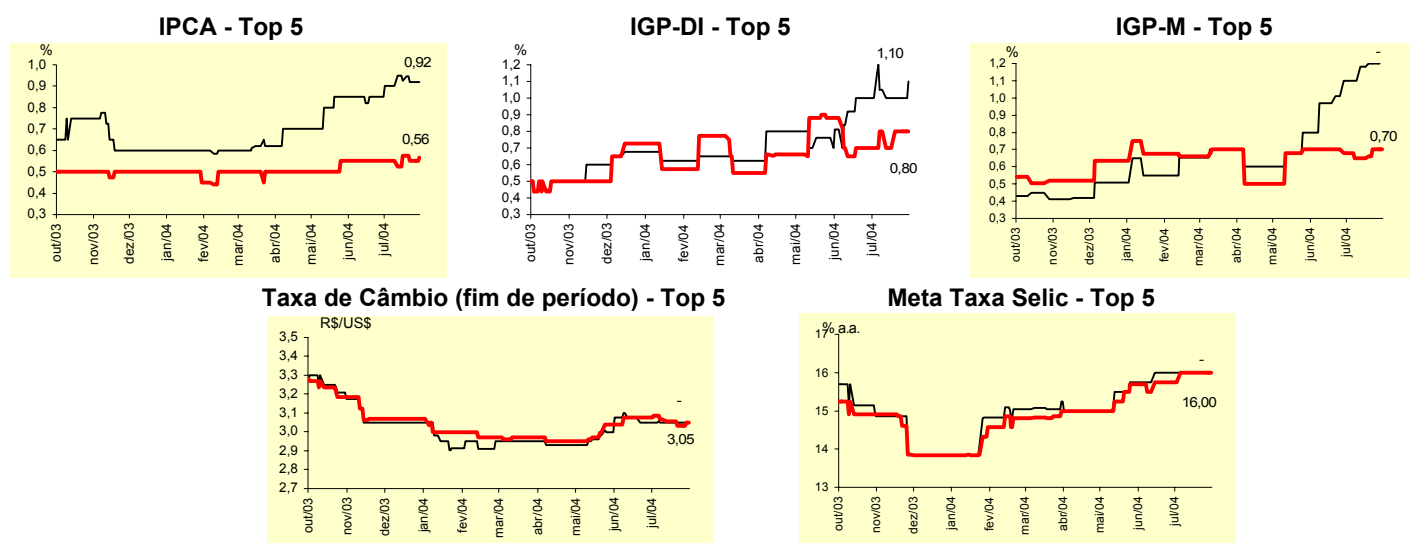 IPCA - Top 5
%
1,0
0,9
0,8
0,7
0,6
0,5
0,4
0,3
0,92
0,56
out/03
nov/03
dez/03
jan/04
fev/04
mar/04
abr/04
mai/04
jun/04
jul/04
IGP-DI - Top 5
%
1,2
1,1
1,0
0,9
0,8
0,7
0,6
0,5
0,4
0,3
1,10
0,80
out/03
nov/03
dez/03
jan/04
fev/04
mar/04
abr/04
mai/04
jun/04
jul/04
IGP-M - Top 5
%
1,2
1,1
1,0
0,9
0,8
0,7
0,6
0,5
0,4
0,3
-
0,70
out/03
nov/03
dez/03
jan/04
fev/04
mar/04
abr/04
mai/04
jun/04
jul/04
Taxa de Câmbio (fim de período) - Top 5
R$/US$
3,5
3,4
3,3
3,2
3,1
3,0
2,9
2,8
2,7
-
3,05
out/03
nov/03
dez/03
jan/04
fev/04
mar/04
abr/04
mai/04
jun/04
jul/04
Meta Taxa Selic - Top 5
% a.a.
17
16
15
14
13
-
16,00
out/03
nov/03
dez/03
jan/04
fev/04
mar/04
abr/04
mai/04
jun/04
jul/04